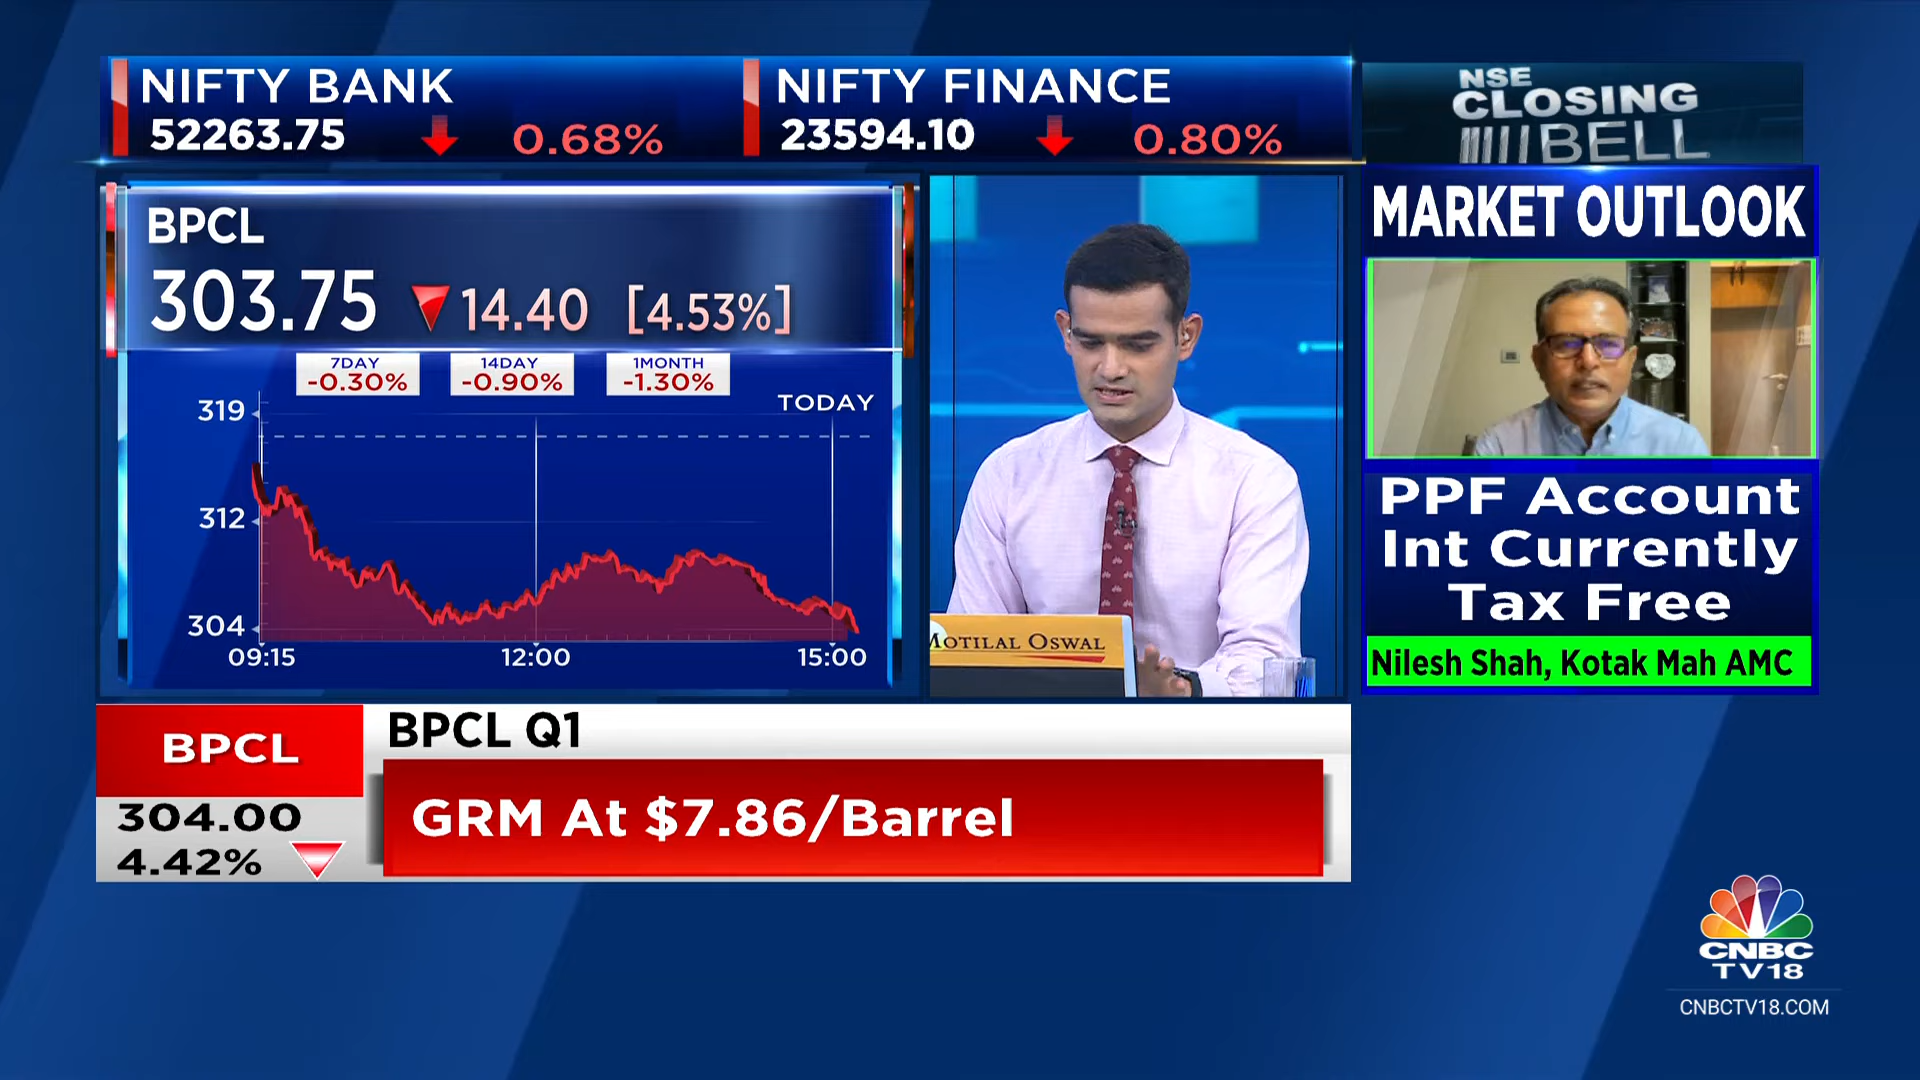 NIFTY BANK
52263.75 0.68%
NIFTY FINANCE
23594.10 0.80%
NSE
CLOSING
BELL
BPCL
303.75 14.40 [4.53%]
7DAY
-0.30%
14DAY
-0.90%
1MONTH
-1.30%
TODAY
319
312
304
09:15 12:00 15:00
MOTILAL OSWAL
MARKET OUTLOOK
PPF Account
Int Currently
Tax Free
Nilesh Shah, Kotak Mah AMC
BPCL
304.00
4.42%
BPCL Q1
GRM At $7.86/Barrel
CNBC
TV18
CNBCTV18.COM